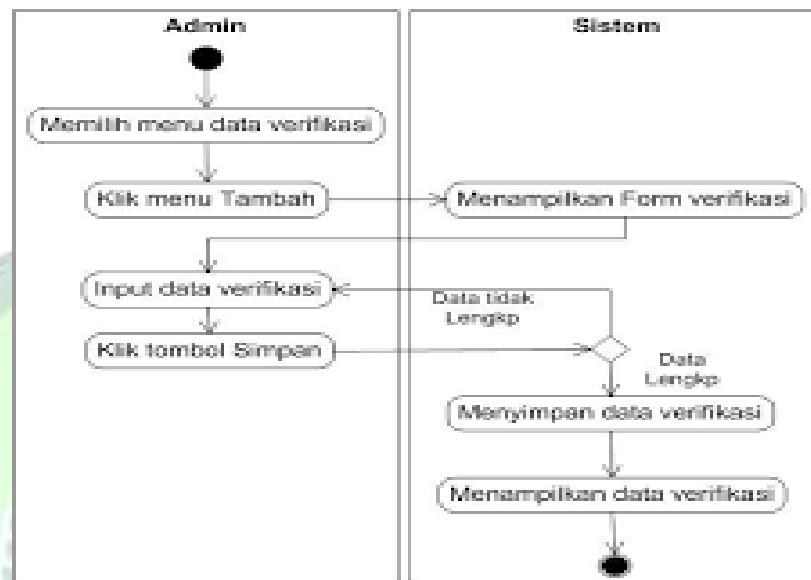 Admin
Sistem
Memilih menu data verifikasi
Klik menu Tambah
Menampilkan Form verifikasi
Input data verifikasi
Data tidak
Lengkp
Klik tombol Simpan
Data
Lengkp
Menyimpan data verifikasi
Menampilkan data verifikasi